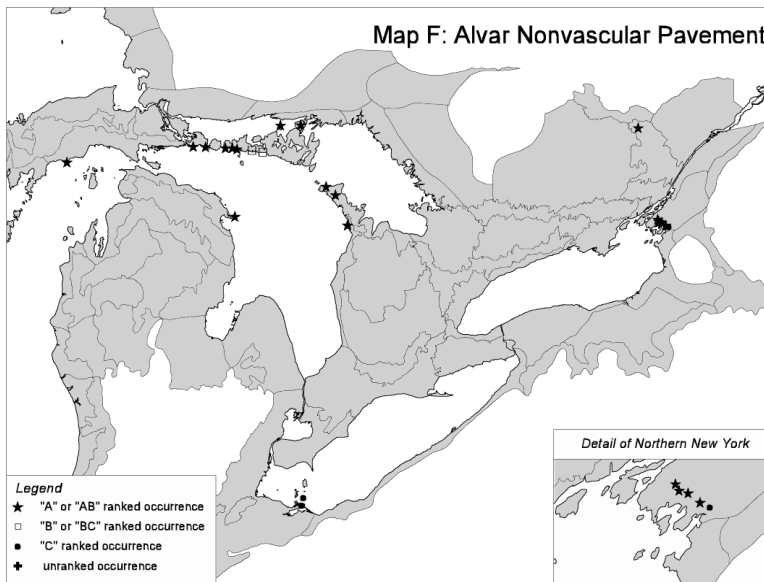 Map F: Alvar Nonvascular Pavement
Detail of Northern New York
Legend
"A" or "AB" ranked occurrence
"B" or "BC" ranked occurrence
"C" ranked occurrence
unranked occurrence